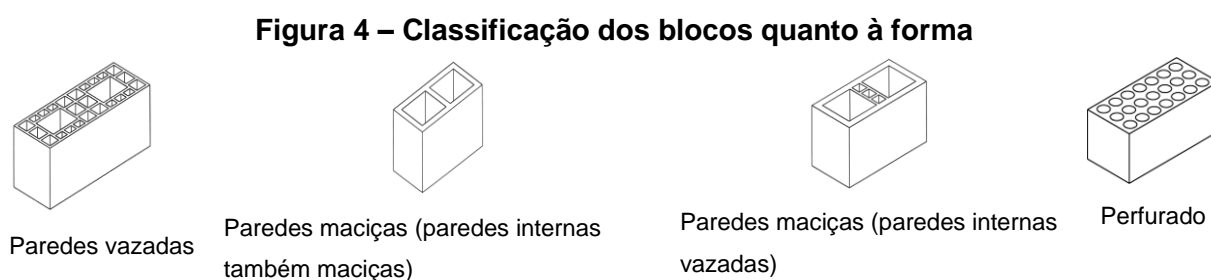 Figura 4 – Classificação dos blocos quanto à forma
Paredes vazadas
Paredes maciças (paredes internas
também maciças)
Paredes maciças (paredes internas
vazadas)
Perfurado